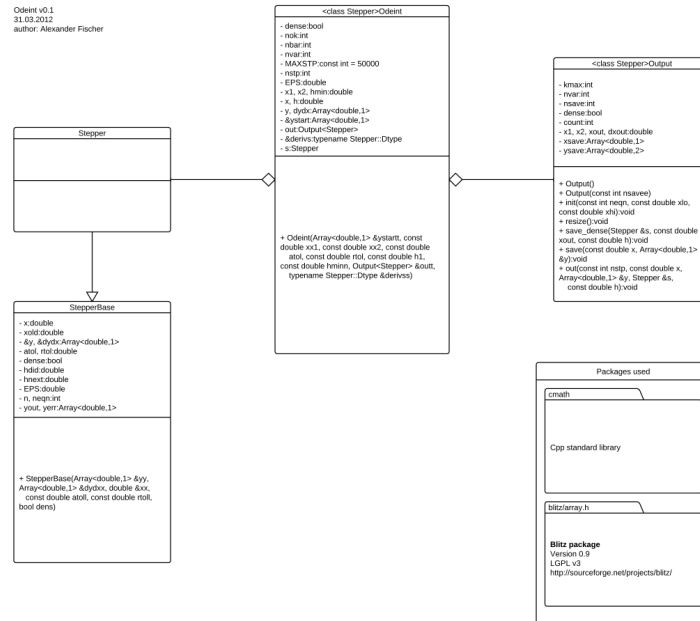 Odeint v0.1
31.03.2012
author: Alexander Fischer
<class Stepper>Odeint
- dense:bool
- nok:int
- nbar:int
- nvar:int
- MAXSTP:const int = 50000
- nstp:int
- EPS:double
- x1, x2, hmin:double
- x, h:double
- y, dydx:Array<double,1>
- &ystart:Array<double,1>
- out:Output<Stepper>
- &derivs:typename Stepper::Dtype
- s:Stepper
+ Odeint(Array<double,1> &ystartt, const
double xx1, const double xx2, const double
atol, const double rtol, const double h1,
const double hminn, Output<Stepper> &outt,
typename Stepper::Dtype &derivss)
<class Stepper>Output
- kmax:int
- nvar:int
- nsave:int
- dense:bool
- count:int
- x1, x2, xout, dxout:double
- xsave:Array<double,1>
- ysave:Array<double,2>
+ Output()
+ Output(const int nsavee)
+ init(const int neqn, const double xlo,
const double xhi):void
+ resize():void
+ save_dense(Stepper &s, const double
xout, const double h):void
+ save(const double x, Array<double,1>
&y):void
+ out(const int nstp, const double x,
Array<double,1> &y, Stepper &s,
const double h):void
Stepper
StepperBase
- x:double
- xold:double
- &y, &dydx:Array<double,1>
- atol, rtol:double
- dense:bool
- hdid:double
- hnext:double
- EPS:double
- n, neqn:int
- yout, yerr:Array<double,1>
+ StepperBase(Array<double,1> &yy,
Array<double,1> &dydxx, double &xx,
const double atoll, const double rtoll,
bool dens)
Packages used
cmath
Cpp standard library
blitz/array.h
Blitz package
Version 0.9
LGPL v3
http://sourceforge.net/projects/blitz/